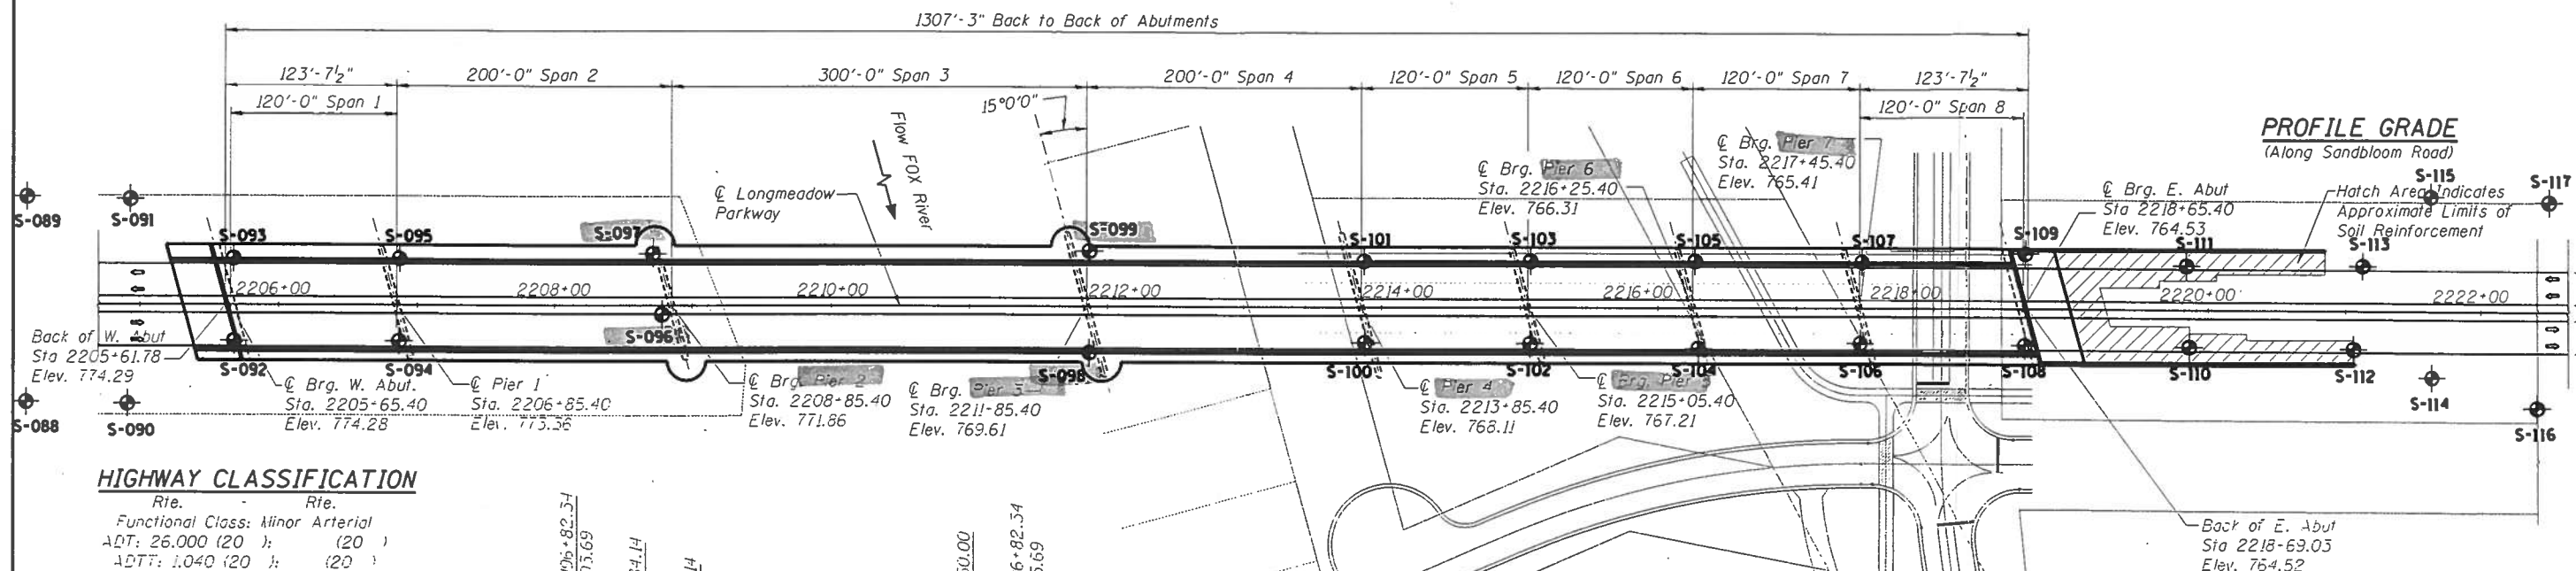 1307'-3" Back to Back of Abutments
123'-7½"
200'-0" Span 2
300'-0" Span 3
200'-0" Span 4
120'-0" Span 5
120'-0" Span 6
120'-0" Span 7
123'-7½"
120'-0" Span 1
15°0'0"
120'-0" Span 8
Flow FOX River
PROFILE GRADE
(Along Sandbloom Road)
℄ Brg. Pier 7
Sta. 2217+45.40
Elev. 765.41
℄ Brg. Pier 6
Sta. 2216+25.40
Elev. 766.31
℄ Longmeadow
Parkway
℄ Brg. E. Abut
Sta 2218+65.40
Elev. 764.53
Hatch Area Indicates
Approximate Limits of
Soil Reinforcement
S-115
S-117
S-089
S-091
S-093
S-095
S-097
S-099
S-101
S-103
S-105
S-107
S-109
S-111
S-113
2206+00
2208+00
2210+00
2212+00
2214+00
2216+00
2218+00
2220+00
2222+00
Back of W. Abut
Sta 2205+61.78
Elev. 774.29
S-096
S-092
S-094
S-098
S-100
S-102
S-104
S-106
S-108
S-110
S-112
S-088
S-090
S-114
S-116
℄ Brg. W. Abut.
Sta. 2205+65.40
Elev. 774.28
℄ Pier 1
Sta. 2206+85.40
Elev.
℄ Brg. Pier 2
Sta. 2208+85.40
Elev. 771.86
℄ Brg. Pier 3
Sta. 2211-85.40
Elev. 769.61
℄ Pier 4
Sta. 2213+85.40
Elev. 768.11
℄ Brg. Pier 5
Sta. 2215+05.40
Elev. 767.21
HIGHWAY CLASSIFICATION
Rte. - Rte.
Functional Class: Minor Arterial
ADT: 26.000 (20 ): (20 )
ADTT: 1.040 (20 ): (20 )
Back of E. Abut
Sta 2218-69.03
Elev. 764.52